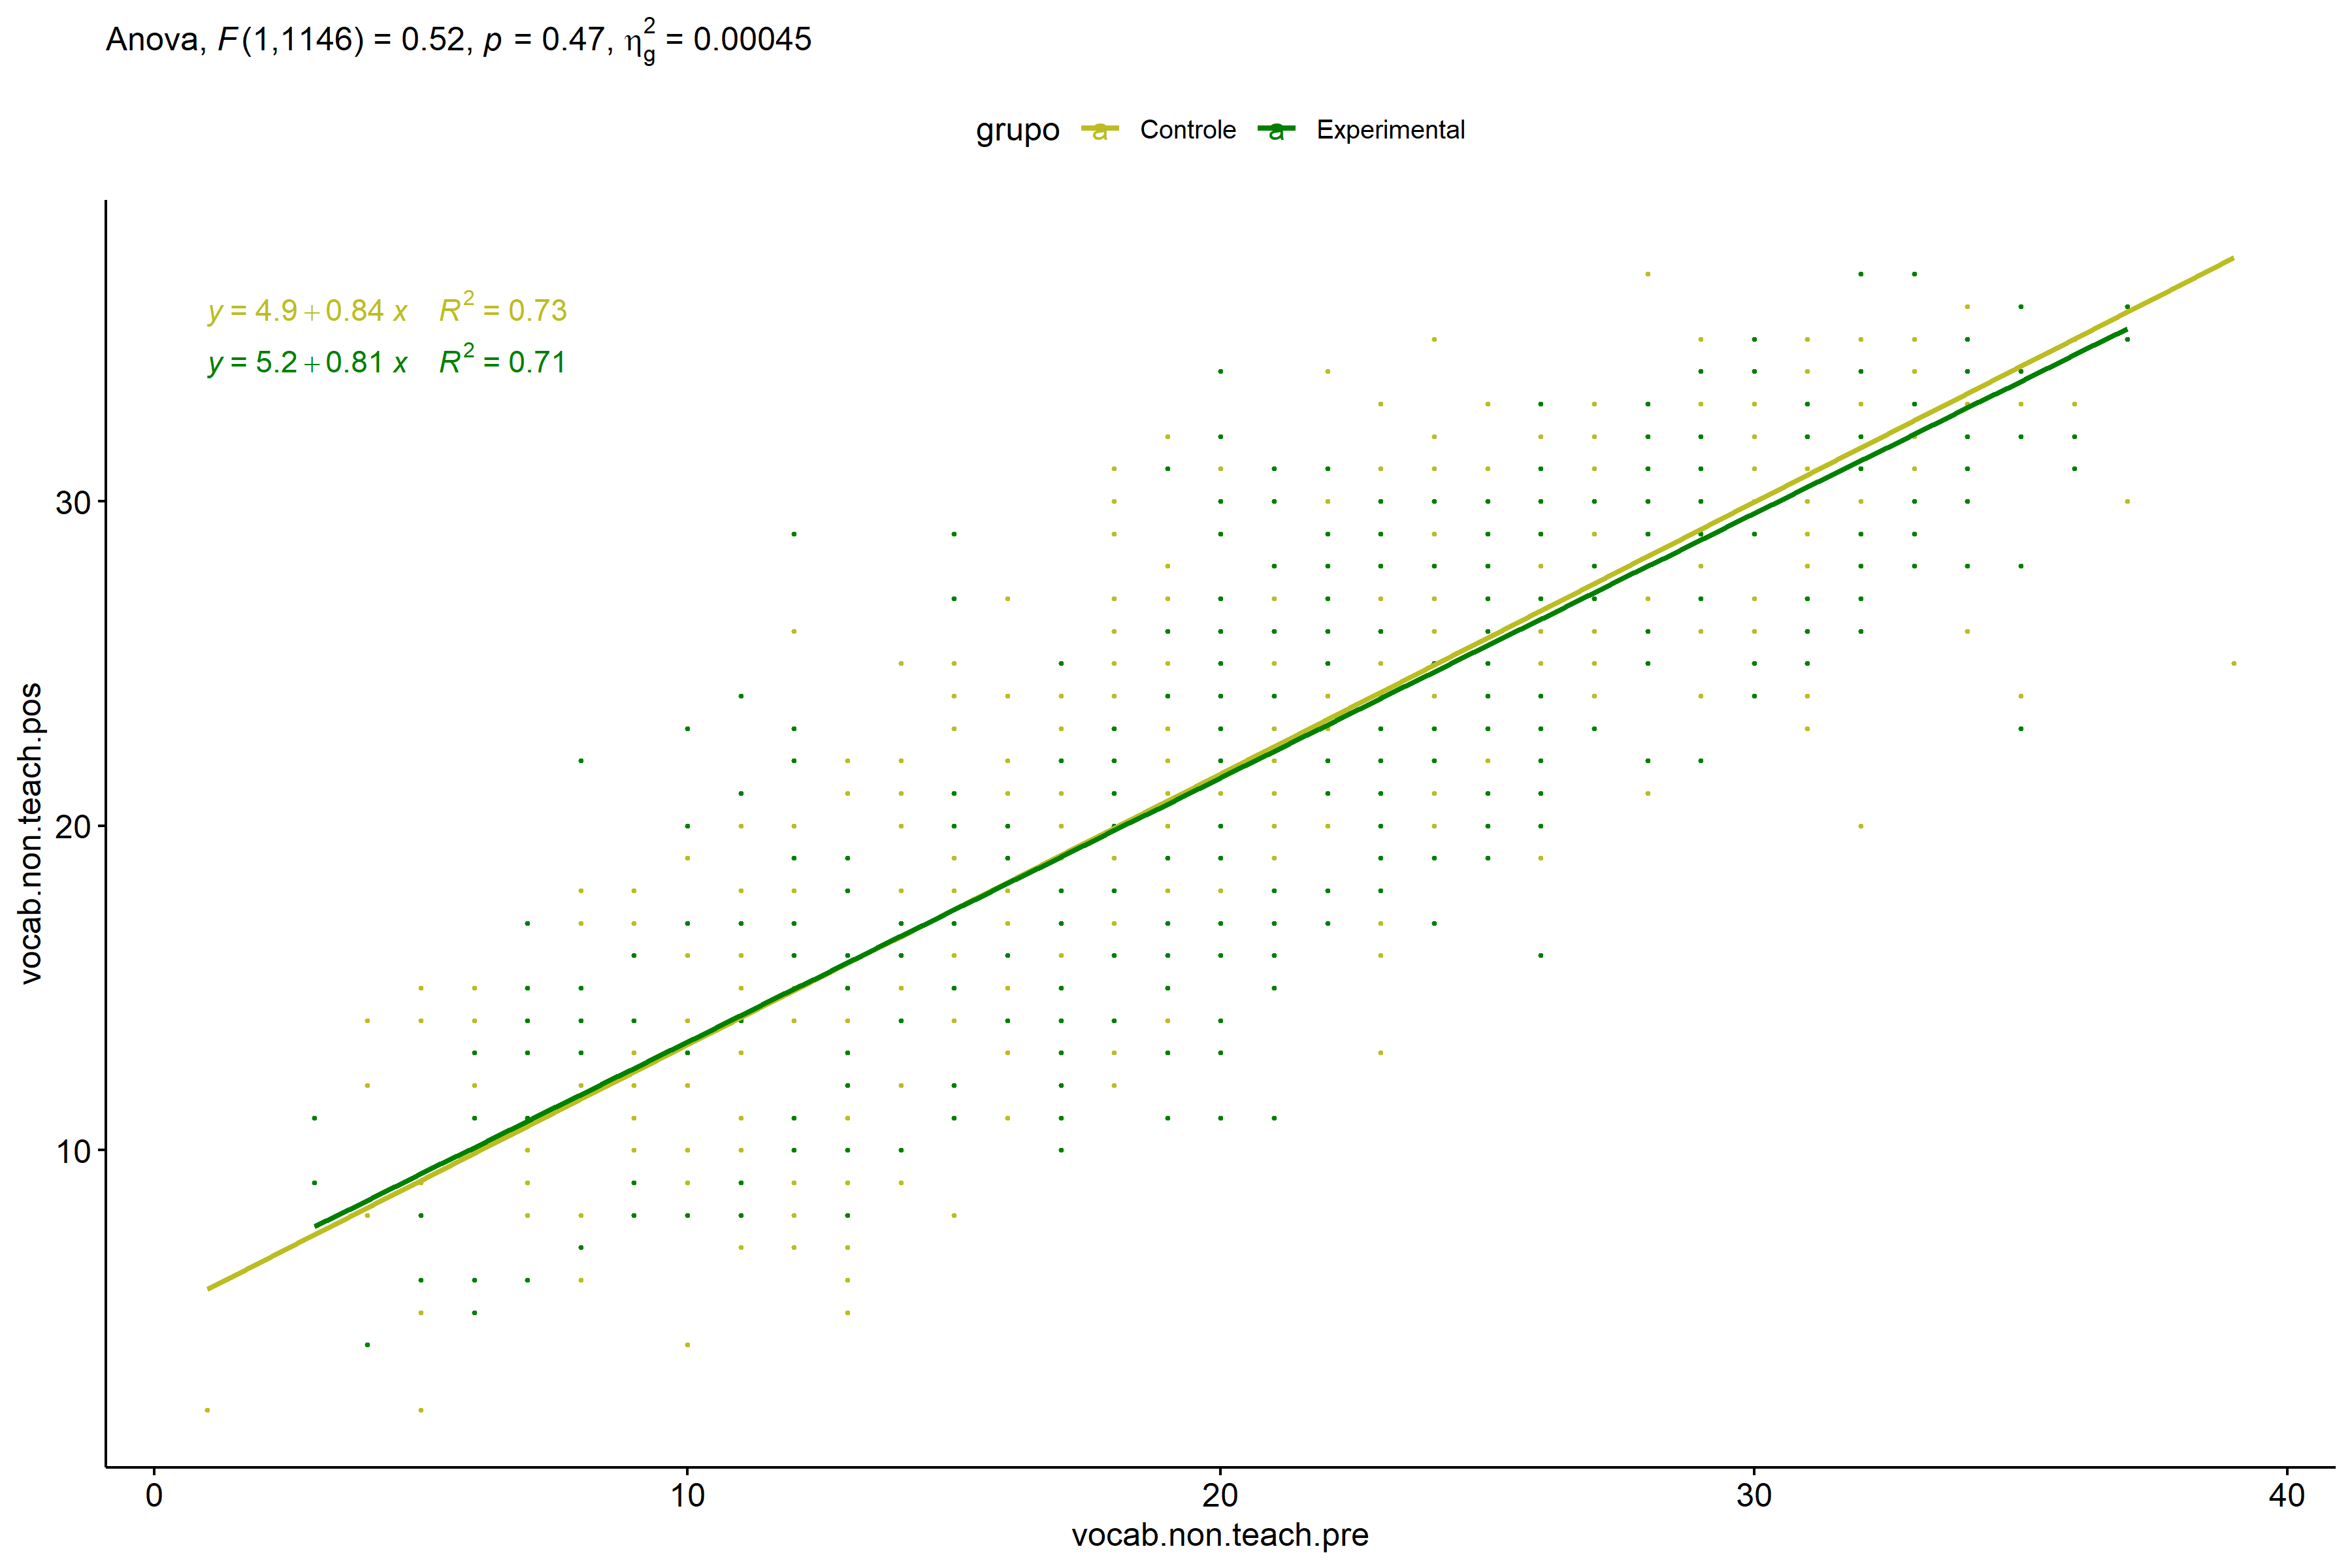 Anova, F(1,1146) = 0.52, p = 0.47, η²g = 0.00045
grupo a Controle a Experimental
y = 4.9+0.84 x R² = 0.73
y = 5.2+0.81 x R² = 0.71
30
20
10
vocab.non.teach.pos
0 10 20 30 40
vocab.non.teach.pre